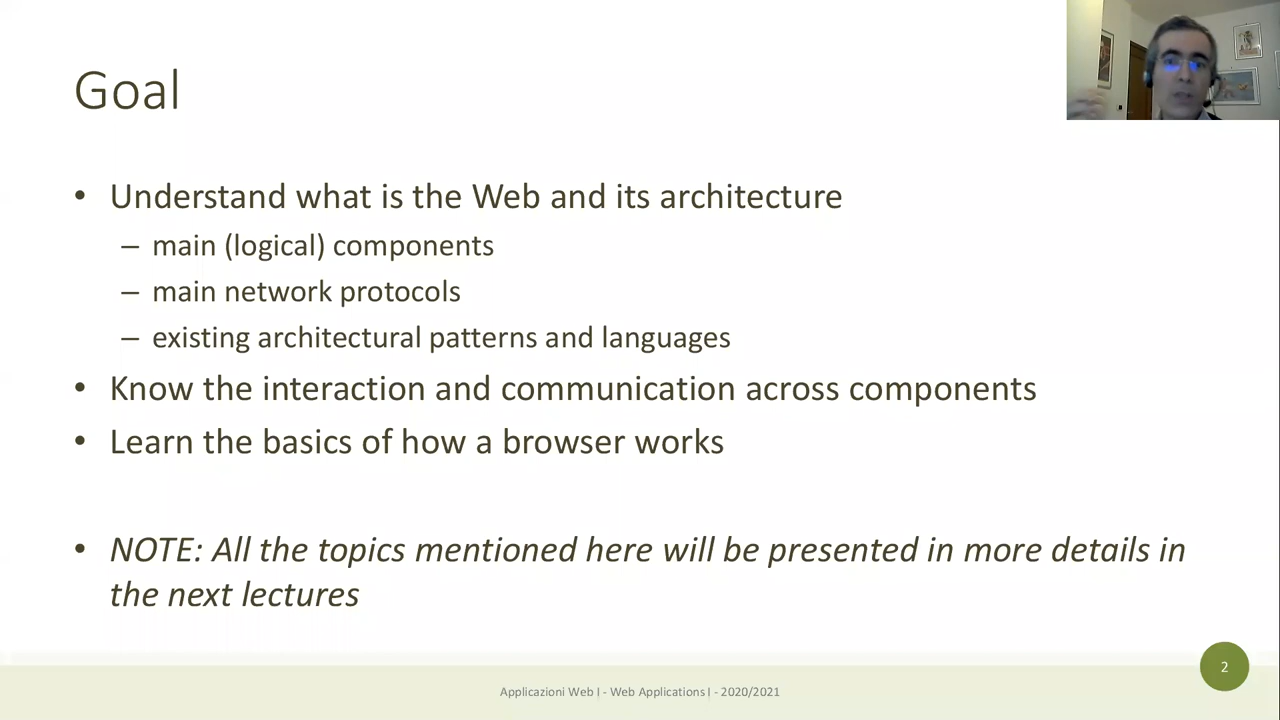 Goal
• Understand what is the Web and its architecture
– main (logical) components
– main network protocols
– existing architectural patterns and languages
• Know the interaction and communication across components
• Learn the basics of how a browser works
• NOTE: All the topics mentioned here will be presented in more details in
the next lectures
2
Applicazioni Web I - Web Applications I - 2020/2021